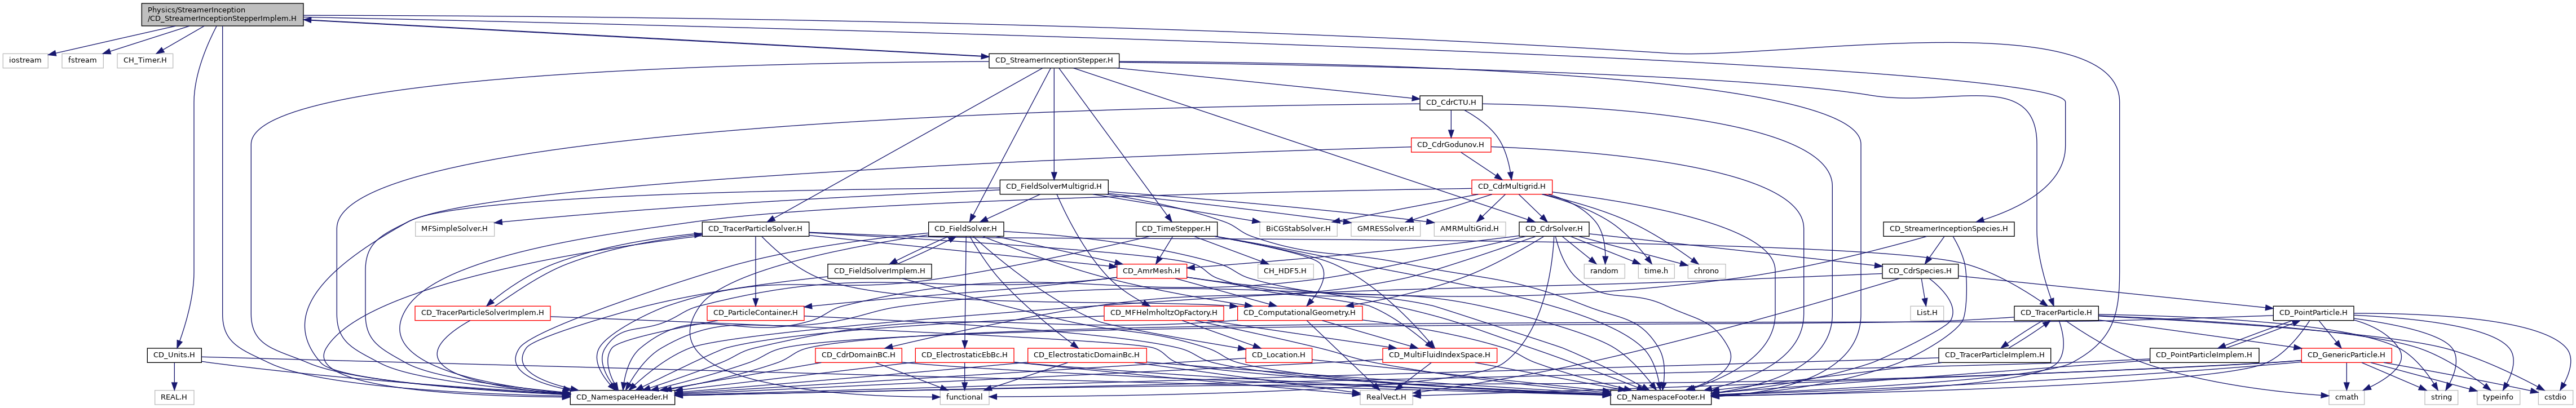 Physics/StreamerInception
/CD_StreamerInceptionStepperImplem.H
iostream
fstream
CH_Timer.H
CD_StreamerInceptionStepper.H
CD_CdrCTU.H
CD_CdrGodunov.H
CD_FieldSolverMultigrid.H
CD_CdrMultigrid.H
MFSimpleSolver.H
CD_TracerParticleSolver.H
CD_FieldSolver.H
CD_TimeStepper.H
BiCGStabSolver.H
GMRESSolver.H
AMRMultiGrid.H
CD_CdrSolver.H
CD_StreamerInceptionSpecies.H
CD_FieldSolverImplem.H
CD_AmrMesh.H
CH_HDF5.H
random
time.h
chrono
CD_CdrSpecies.H
CD_TracerParticleSolverImplem.H
CD_ParticleContainer.H
CD_MFHelmholtzOpFactory.H
CD_ComputationalGeometry.H
List.H
CD_TracerParticle.H
CD_PointParticle.H
CD_Units.H
CD_CdrDomainBC.H
CD_ElectrostaticEbBc.H
CD_ElectrostaticDomainBc.H
CD_Location.H
CD_MultiFluidIndexSpace.H
CD_TracerParticleImplem.H
CD_PointParticleImplem.H
CD_GenericParticle.H
REAL.H
CD_NamespaceHeader.H
functional
RealVect.H
CD_NamespaceFooter.H
cmath
string
typeinfo
cstdio